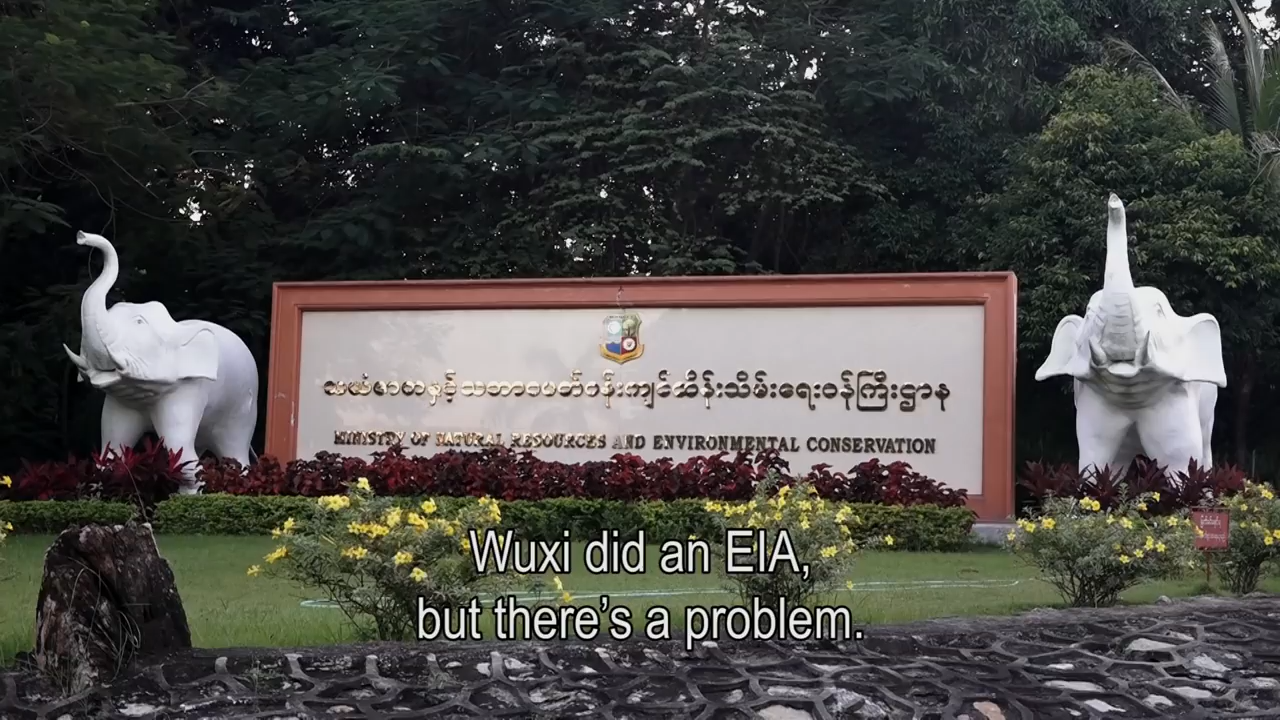 သယံဇာတနှင့်သဘာဝပတ်ဝန်းကျင်ထိန်းသိမ်းရေးဝန်ကြီးဌာန
MINISTRY OF NATURAL RESOURCES AND ENVIRONMENTAL CONSERVATION
Wuxi did an EIA,
but there's a problem.